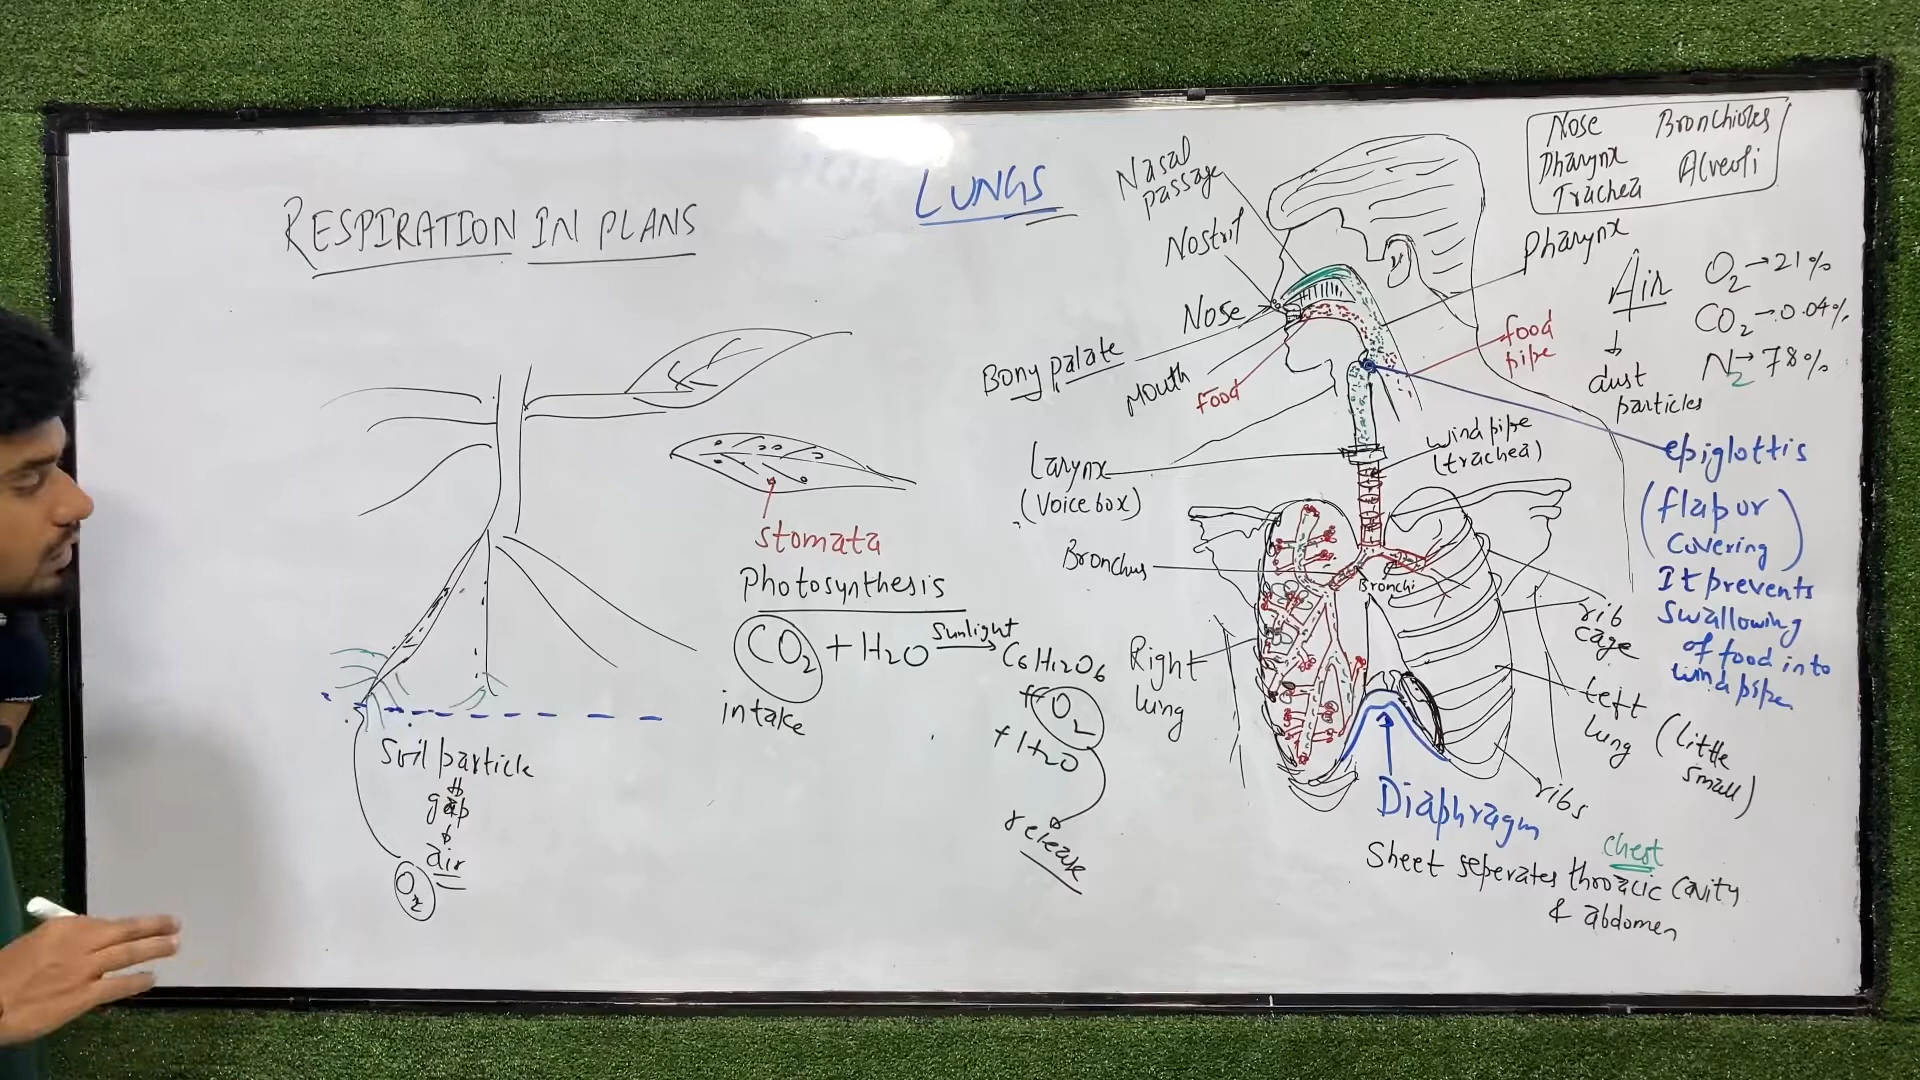 RESPIRATION IN PLANS
stomata
Photosynthesis
CO2 + H2O Sunlight C6H12O6
intake
O2
+ H2O
release
Soil particle
gap
air
O2
LUNGS
Nasal
passage
Nostril
Nose
Bony palate
Mouth
food
Larynx
(Voice box)
Bronchus
Right
lung
Nose Bronchioles
Pharynx Alveoli
Trachea
Pharynx
Air
dust
particles
O2 → 21%
CO2 → 0.04%
N2 → 78%
food
pipe
wind pipe
(trachea)
Bronchi
epiglottis
(flap or
covering)
It prevents
swallowing
of food into
wind pipe
rib
cage
Left
lung (little
small)
ribs
Diaphragm
chest
Sheet seperates throacic cavity
& abdomen